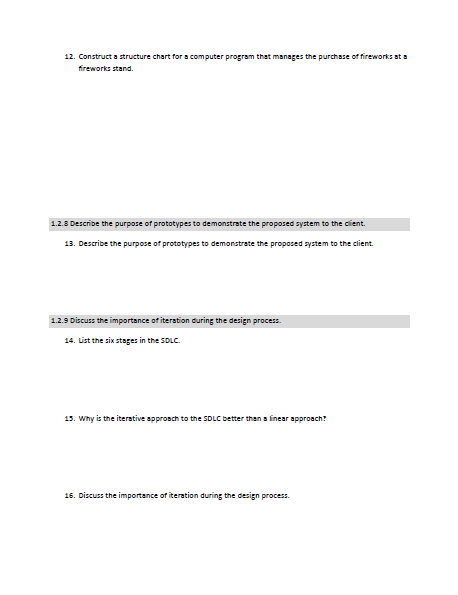 12. Construct a structure chart for a computer program that manages the purchase of fireworks at a
fireworks stand.
1.2.8 Describe the purpose of prototypes to demonstrate the proposed system to the client.
13. Describe the purpose of prototypes to demonstrate the proposed system to the client.
1.2.9 Discuss the importance of iteration during the design process.
14. List the six stages in the SDLC.
15. Why is the iterative approach to the SDLC better than a linear approach?
16. Discuss the importance of iteration during the design process.